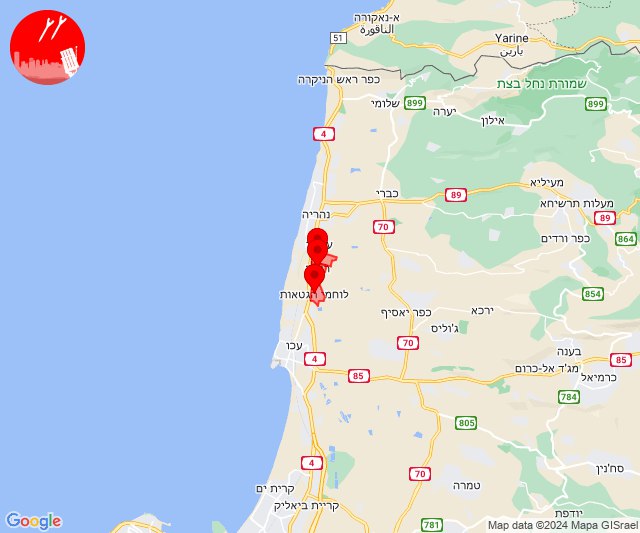 א-נאקורה
الناقورة
Yarine
يارين
51
כפר ראש הניקרה
שמורת נחל בצת
שלומי
899
899
יערה
אילון
4
מעיליא
כברי
89
מעלות תרשיחא
נהריה
89
70
כפר ורדים
864
לוחמי הגטאות
854
כפר יאסיף
ירכא
ג'וליס
עכו
70
בענה
4
מג'ד אל-כרום
85
85
כרמיאל
784
805
4
סח'נין
70
קרית ים
טמרה
קריית ביאליק
יודפת
781
Google
Map data ©2024 Mapa GISrael